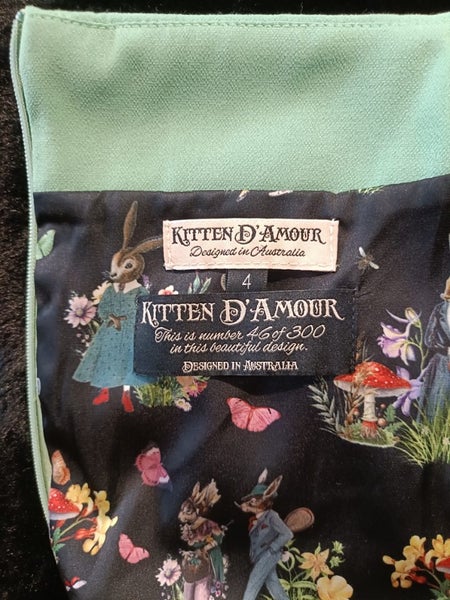 KITTEN D'AMOUR
Designed in Australia
4
KITTEN D'AMOUR
This is number 46 of 300
in this beautiful design.
DESIGNED IN AUSTRALIA